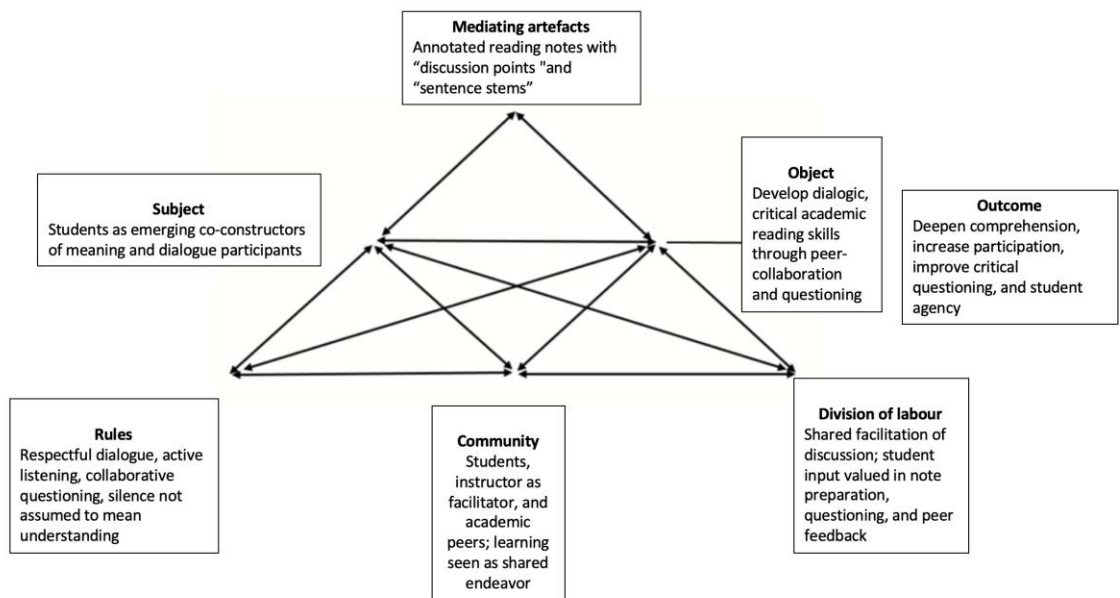 Mediating artefacts
Annotated reading notes with
“discussion points "and
“sentence stems”
Subject
Students as emerging co-constructors
of meaning and dialogue participants
Object
Develop dialogic,
critical academic
reading skills
through peer-
collaboration
and questioning
Outcome
Deepen comprehension,
increase participation,
improve critical
questioning, and student
agency
Rules
Respectful dialogue, active
listening, collaborative
questioning, silence not
assumed to mean
understanding
Community
Students,
instructor as
facilitator, and
academic
peers; learning
seen as shared
endeavor
Division of labour
Shared facilitation of
discussion; student
input valued in note
preparation,
questioning, and peer
feedback